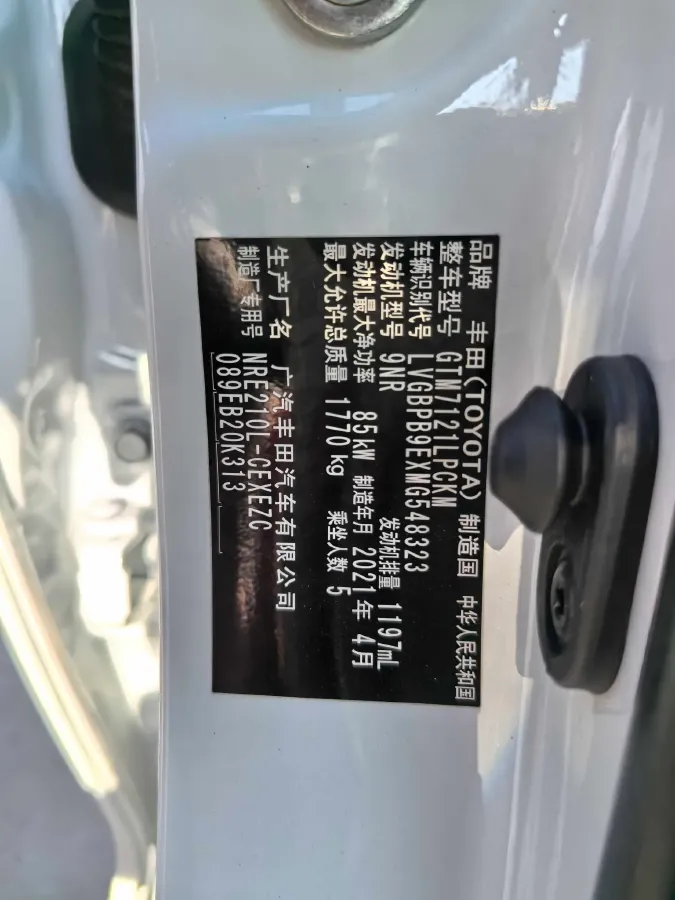 品牌 丰田(TOYOTA) 制造国 中华人民共和国
整车型号 GTM7121LPCKM
车辆识别代号 LVGBPB9EXMG548323
发动机型号 9NR 发动机排量 1197mL
发动机最大净功率 85kW 制造年月 2021年 4月
最大允许总质量 1770kg 乘坐人数 5
生产厂名 广汽丰田汽车有限公司
制造厂专用号 NRE210L-CEXEZC
089EB20K313